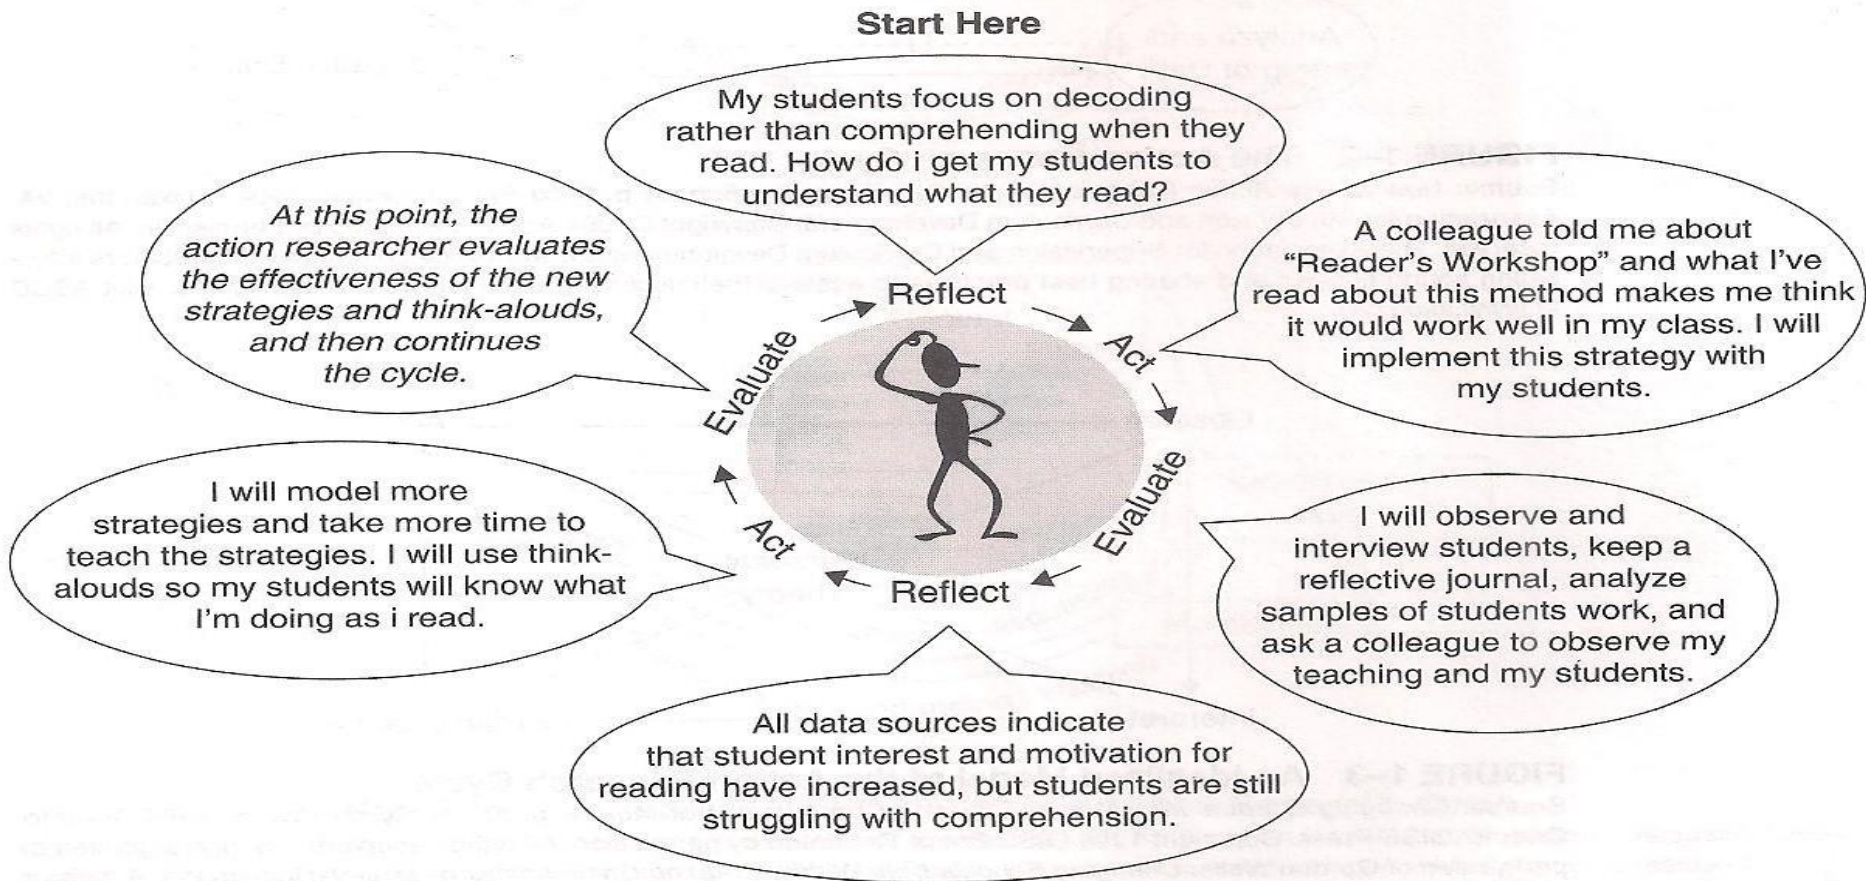 Start Here
My students focus on decoding
rather than comprehending when they
read. How do i get my students to
understand what they read?
A colleague told me about
“Reader’s Workshop” and what I’ve
read about this method makes me think
it would work well in my class. I will
implement this strategy with
my students.
I will observe and
interview students, keep a
reflective journal, analyze
samples of students work, and
ask a colleague to observe my
teaching and my students.
All data sources indicate
that student interest and motivation for
reading have increased, but students are still
struggling with comprehension.
I will model more
strategies and take more time to
teach the strategies. I will use think-
alouds so my students will know what
I’m doing as i read.
At this point, the
action researcher evaluates
the effectiveness of the new
strategies and think-alouds,
and then continues
the cycle.
Reflect
Act
Evaluate
Reflect
Act
Evaluate